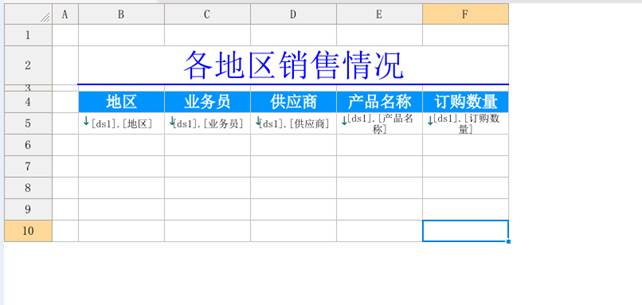 A B C D E F
1
2 各地区销售情况
3
4 地区 业务员 供应商 产品名称 订购数量
5 [ds1].[地区] [ds1].[业务员] [ds1].[供应商] [ds1].[产品名 [ds1].[订购数
称] 量]
6
7
8
9
10